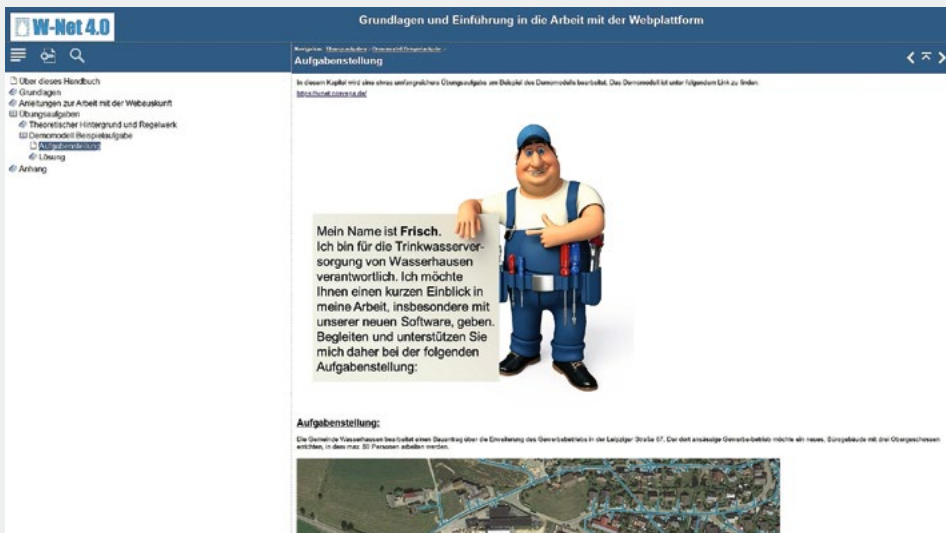 W-Net 4.0
Grundlagen und Einführung in die Arbeit mit der Webplattform
Über dieses Handbuch
Grundlagen
Anleitungen zur Arbeit mit der Webauskunft
Übungsaufgaben
Theoretischer Hintergrund und Regelwerk
Demomodell Beispielaufgabe
Aufgabenstellung
Lösung
Anhang
Navigation: Übungsaufgaben › Demomodell Beispielaufgabe ›
Aufgabenstellung
In diesem Kapitel wird eine etwas umfangreichere Übungsaufgabe am Beispiel des Demomodells bearbeitet. Das Demomodell ist unter folgendem Link zu finden:
Mein Name ist Frisch.
Ich bin für die Trinkwasserver-
sorgung von Wasserhausen
verantwortlich. Ich möchte
Ihnen einen kurzen Einblick in
meine Arbeit, insbesondere mit
unserer neuen Software, geben.
Begleiten und unterstützen Sie
mich daher bei der folgenden
Aufgabenstellung:
Aufgabenstellung:
Die Gemeinde Wasserhausen bearbeitet einen Bauantrag über die Erweiterung des Gewerbebetriebs in der Leipziger Straße 67. Der dort ansässige Gewerbebetrieb möchte ein neues, Bürogebäude mit drei Obergeschossen
errichten, in dem max. 50 Personen arbeiten werden.